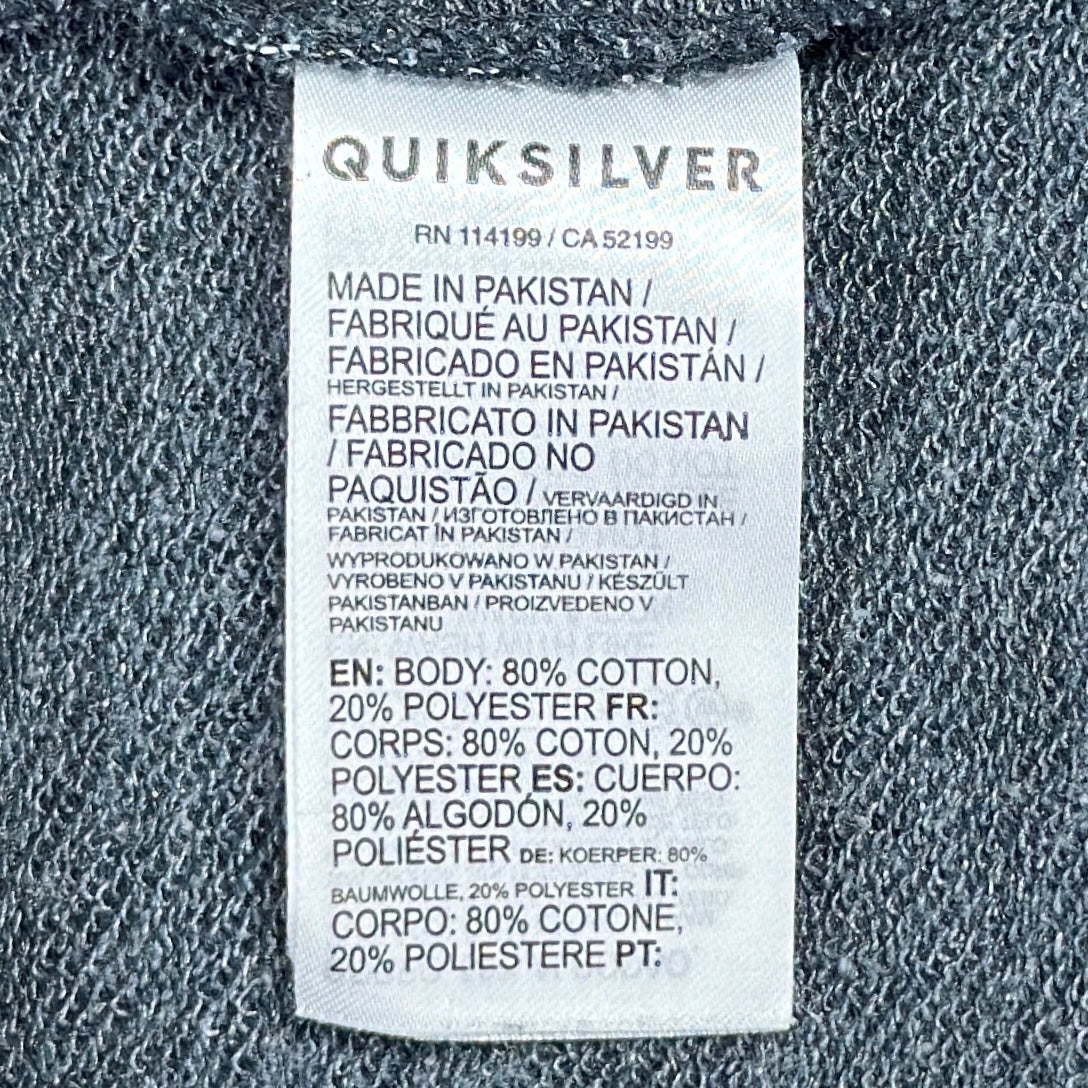 QUIKSILVER
RN 114199 / CA 52199
MADE IN PAKISTAN /
FABRIQUÉ AU PAKISTAN /
FABRICADO EN PAKISTÁN /
HERGESTELLT IN PAKISTAN /
FABBRICATO IN PAKISTAN
/ FABRICADO NO
PAQUISTÃO / VERVAARDIGD IN
PAKISTAN / ИЗГОТОВЛЕНО В ПАКИСТАН /
FABRICAT ÎN PAKISTAN /
WYPRODUKOWANO W PAKISTAN /
VYROBENO V PAKISTANU / KÉSZÜLT
PAKISTANBAN / PROIZVEDENO V
PAKISTANU
EN: BODY: 80% COTTON,
20% POLYESTER FR:
CORPS: 80% COTON, 20%
POLYESTER ES: CUERPO:
80% ALGODÓN, 20%
POLIÉSTER DE: KOERPER: 80%
BAUMWOLLE, 20% POLYESTER IT:
CORPO: 80% COTONE,
20% POLIESTERE PT: